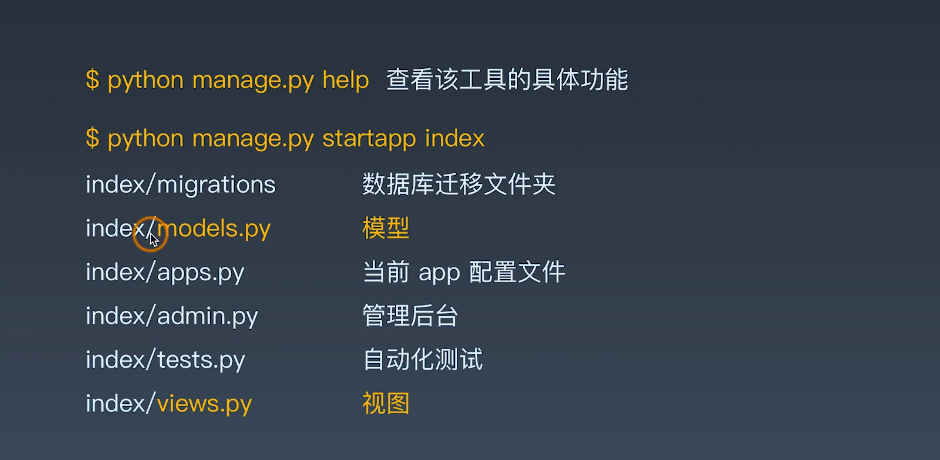 $ python manage.py help 查看该工具的具体功能
$ python manage.py startapp index
index/migrations 数据库迁移文件夹
index/models.py 模型
index/apps.py 当前 app 配置文件
index/admin.py 管理后台
index/tests.py 自动化测试
index/views.py 视图